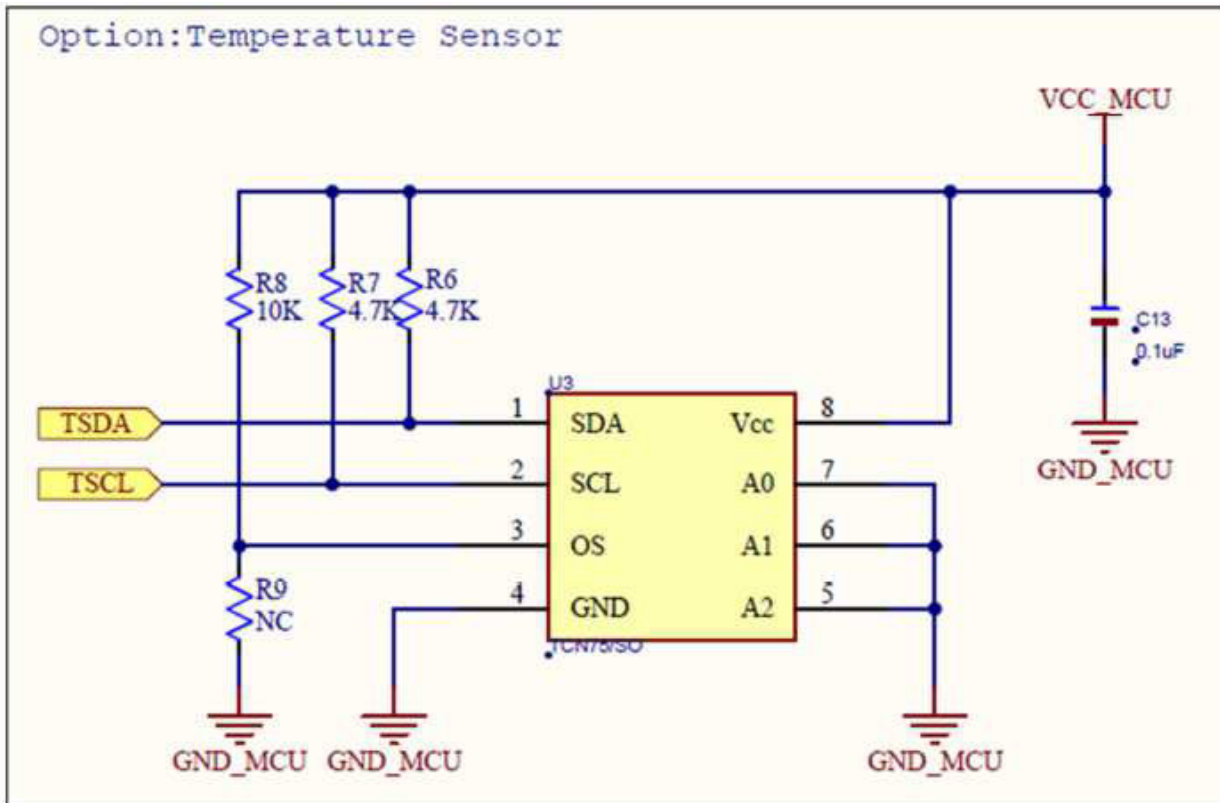 Option:Temperature Sensor
VCC_MCU
R8
10K
R7
4.7K
R6
4.7K
C13
0.1uF
GND_MCU
U3
TSDA
1
SDA
Vcc
8
TSCL
2
SCL
A0
7
3
OS
A1
6
R9
NC
4
GND
A2
5
TCN75/SO
GND_MCU
GND_MCU
GND_MCU